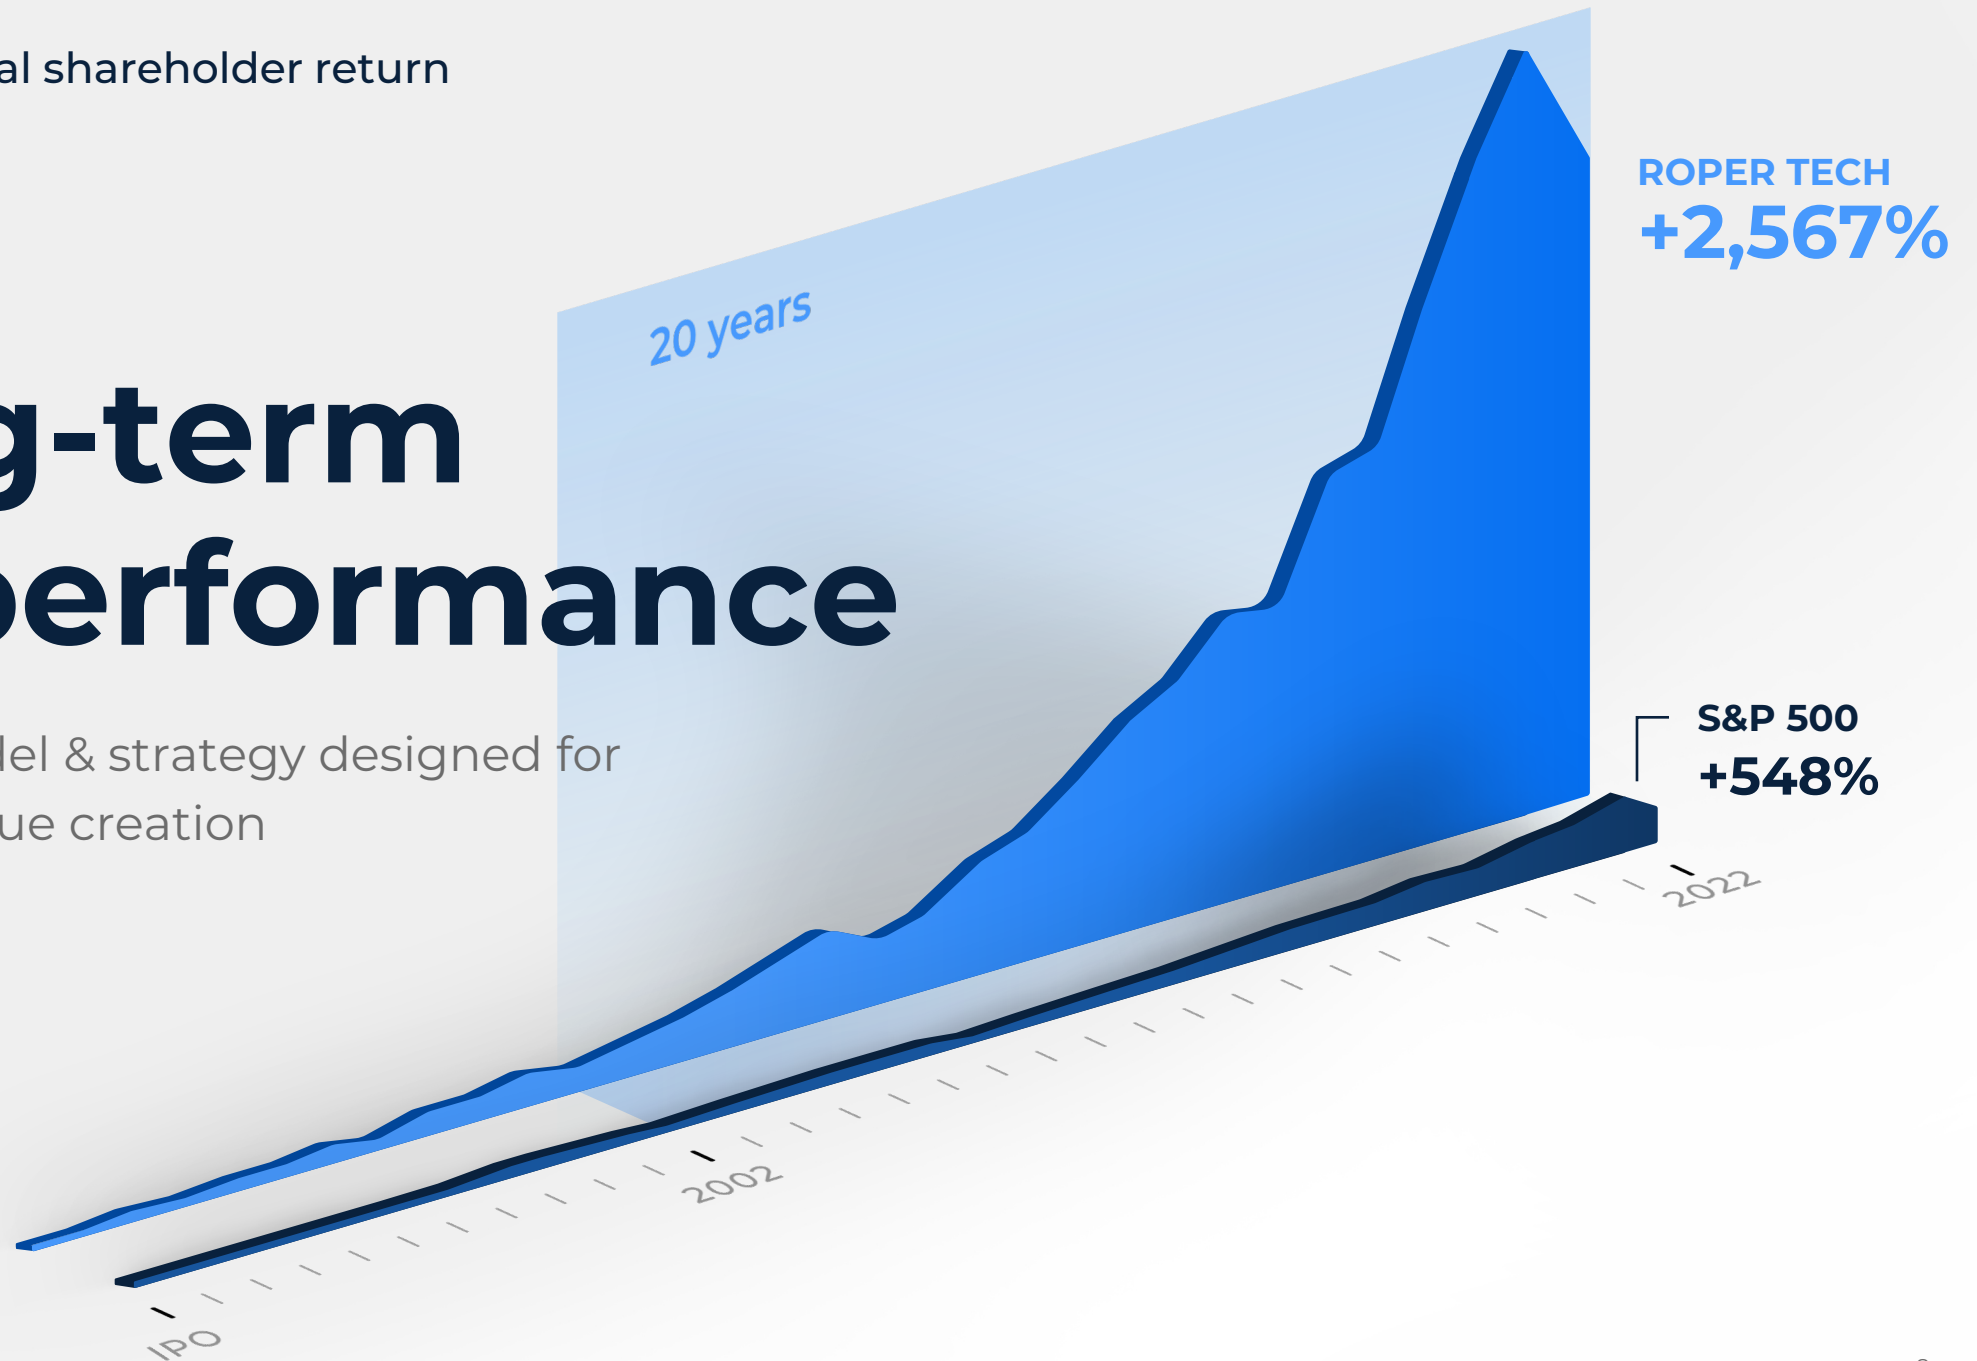 al shareholder return
ROPER TECH
+2,567%
20 years
g-term
performance
S&P 500
+548%
del & strategy designed for
ue creation
2022
2002
IPO